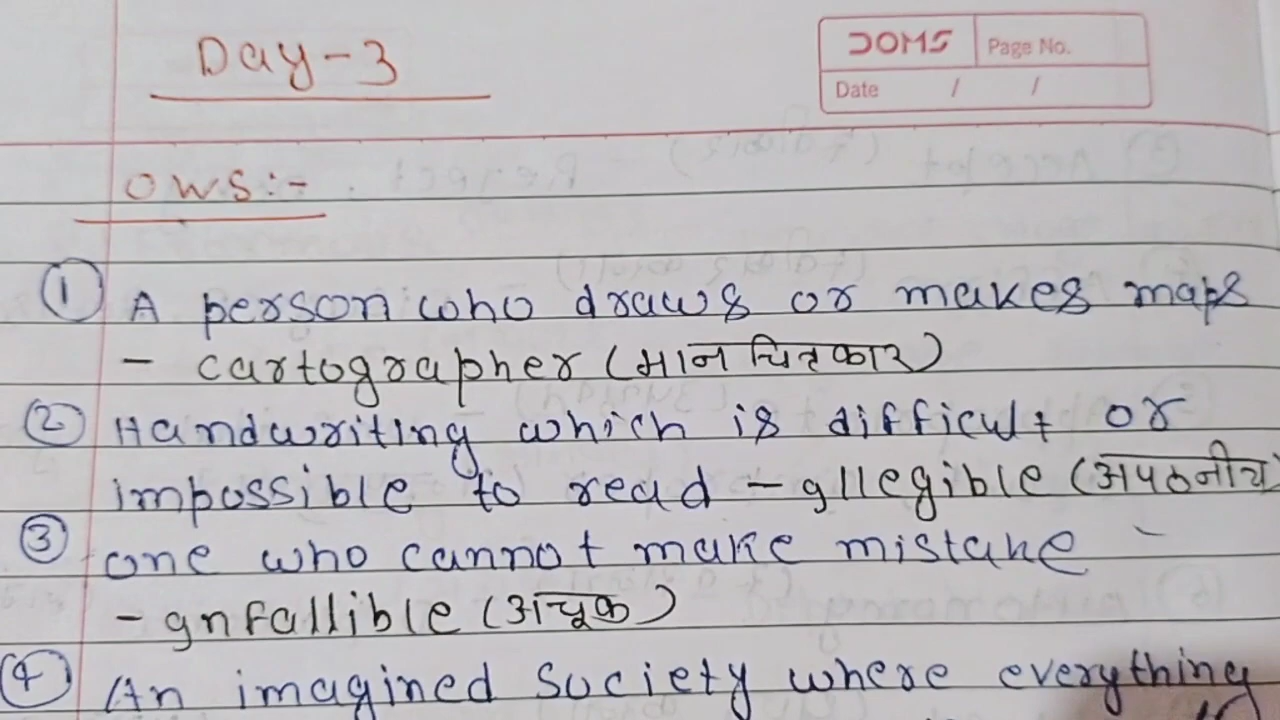 Day-3
DOMS
Page No.
Date / /
OWS:-
① A person who draws or makes maps
- cartographer (मानचित्रकार)
② Handwriting which is difficult or
impossible to read - Illegible (अपठनीय)
③ one who cannot make mistake -
- Infallible (अचूक)
④ An imagined society where everything